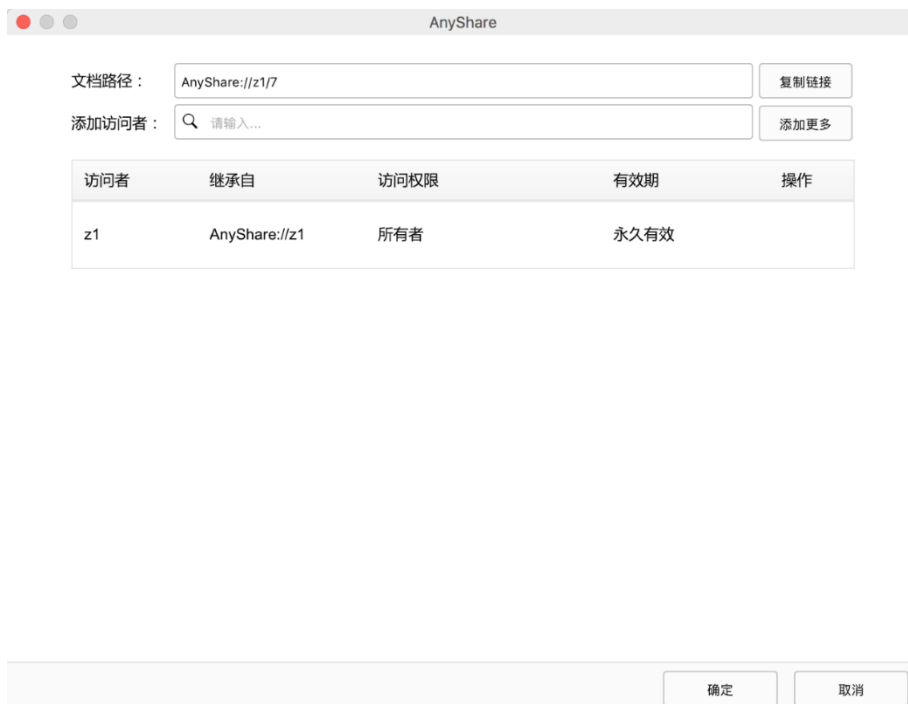 AnyShare
文档路径： AnyShare://z1/7 复制链接
添加访问者： 请输入... 添加更多
访问者 继承自 访问权限 有效期 操作
z1 AnyShare://z1 所有者 永久有效
确定 取消